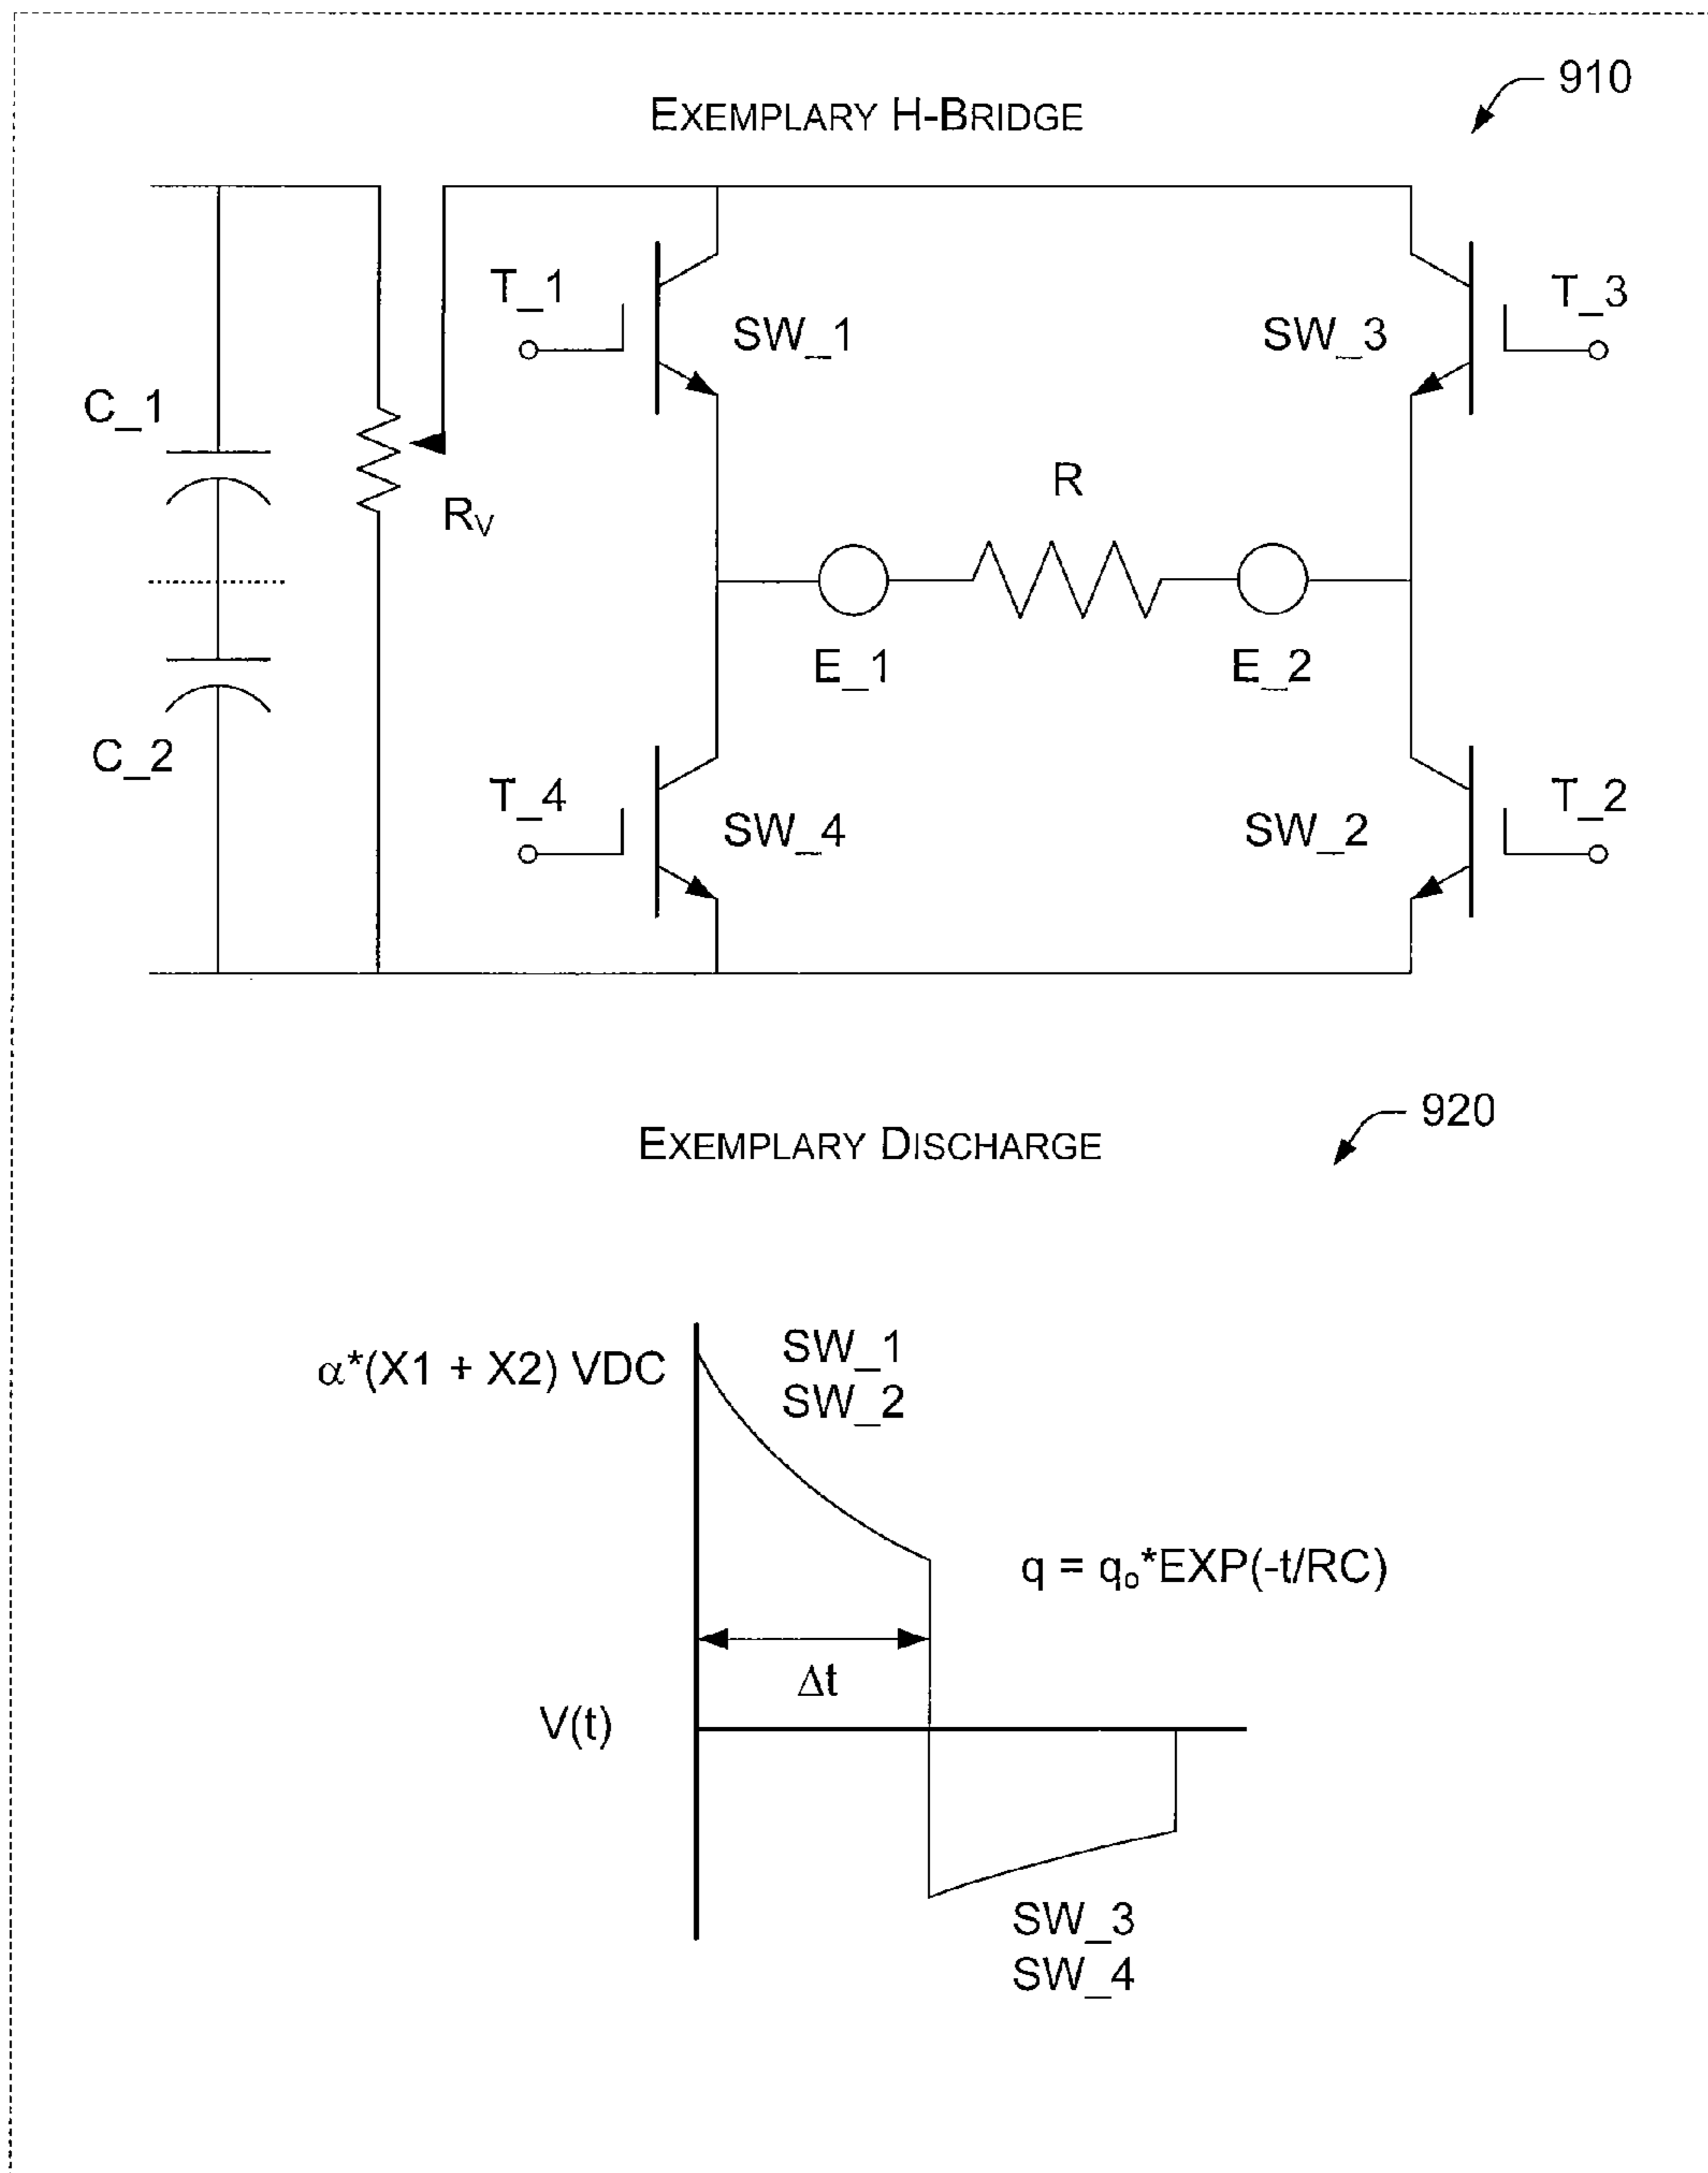 910
EXEMPLARY H-BRIDGE
T_1
T_3
SW_1
SW_3
C_1
R
RV
E_1
E_2
C_2
T_4
T_2
SW_4
SW_2
920
EXEMPLARY DISCHARGE
α*(X1 + X2) VDC
SW_1
SW_2
q = qo*EXP(-t/RC)
Δt
V(t)
SW_3
SW_4